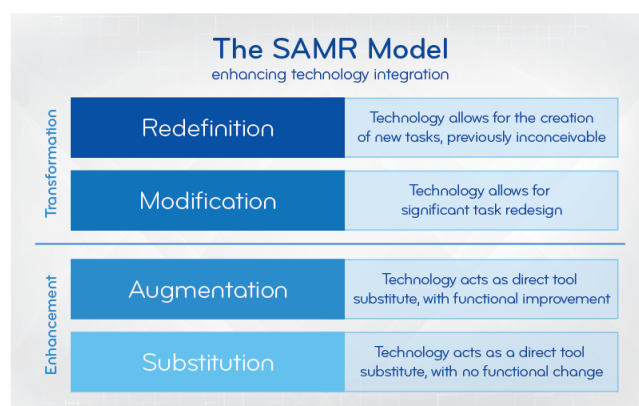 The SAMR Model
enhancing technology integration
Transformation
Redefinition
Technology allows for the creation
of new tasks, previously inconceivable
Modification
Technology allows for
significant task redesign
Enhancement
Augmentation
Technology acts as direct tool
substitute, with functional improvement
Substitution
Technology acts as a direct tool
substitute, with no functional change